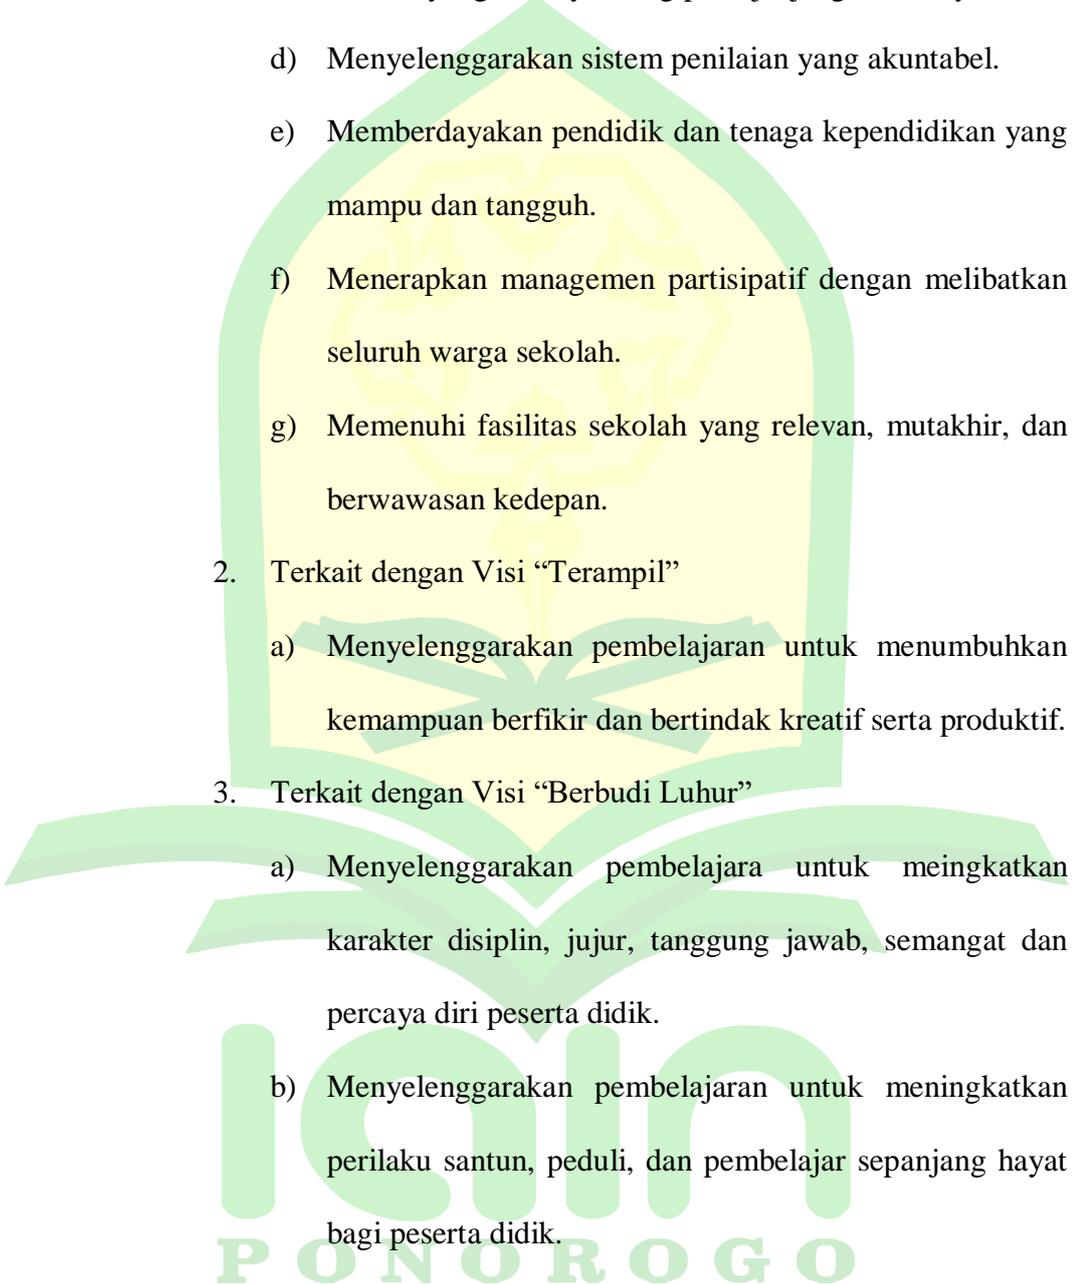 d) Menyelenggarakan sistem penilaian yang akuntabel.
e) Memberdayakan pendidik dan tenaga kependidikan yang
mampu dan tangguh.
f) Menerapkan managemen partisipatif dengan melibatkan
seluruh warga sekolah.
g) Memenuhi fasilitas sekolah yang relevan, mutakhir, dan
berwawasan kedepan.
2. Terkait dengan Visi “Terampil”
a) Menyelenggarakan pembelajaran untuk menumbuhkan
kemampuan berfikir dan bertindak kreatif serta produktif.
3. Terkait dengan Visi “Berbudi Luhur”
a) Menyelenggarakan pembelajara untuk meingkatkan
karakter disiplin, jujur, tanggung jawab, semangat dan
percaya diri peserta didik.
b) Menyelenggarakan pembelajaran untuk meningkatkan
perilaku santun, peduli, dan pembelajar sepanjang hayat
bagi peserta didik.
iain
PONOROGO